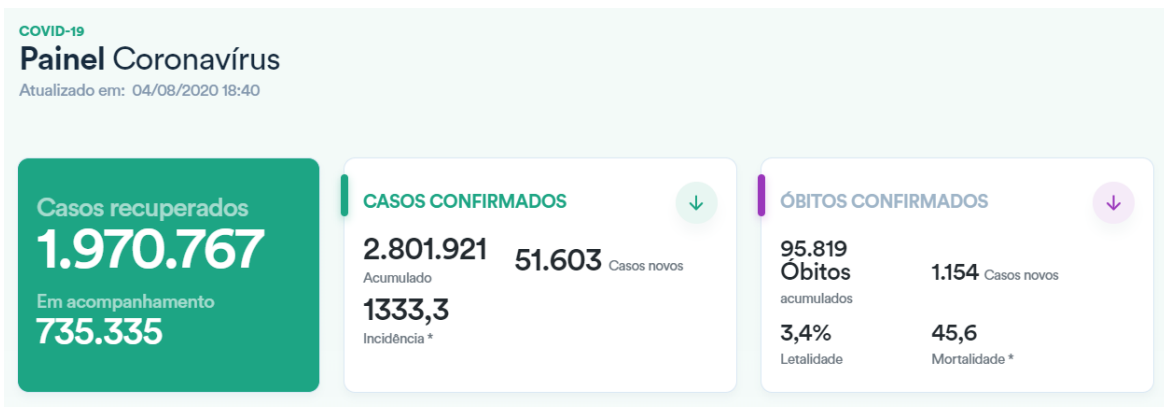 COVID-19
Painel Coronavírus
Atualizado em: 04/08/2020 18:40
Casos recuperados
1.970.767
Em acompanhamento
735.335
CASOS CONFIRMADOS
2.801.921
Acumulado
51.603 Casos novos
1333,3
Incidência *
ÓBITOS CONFIRMADOS
95.819
Óbitos
acumulados
1.154 Casos novos
3,4%
Letalidade
45,6
Mortalidade *